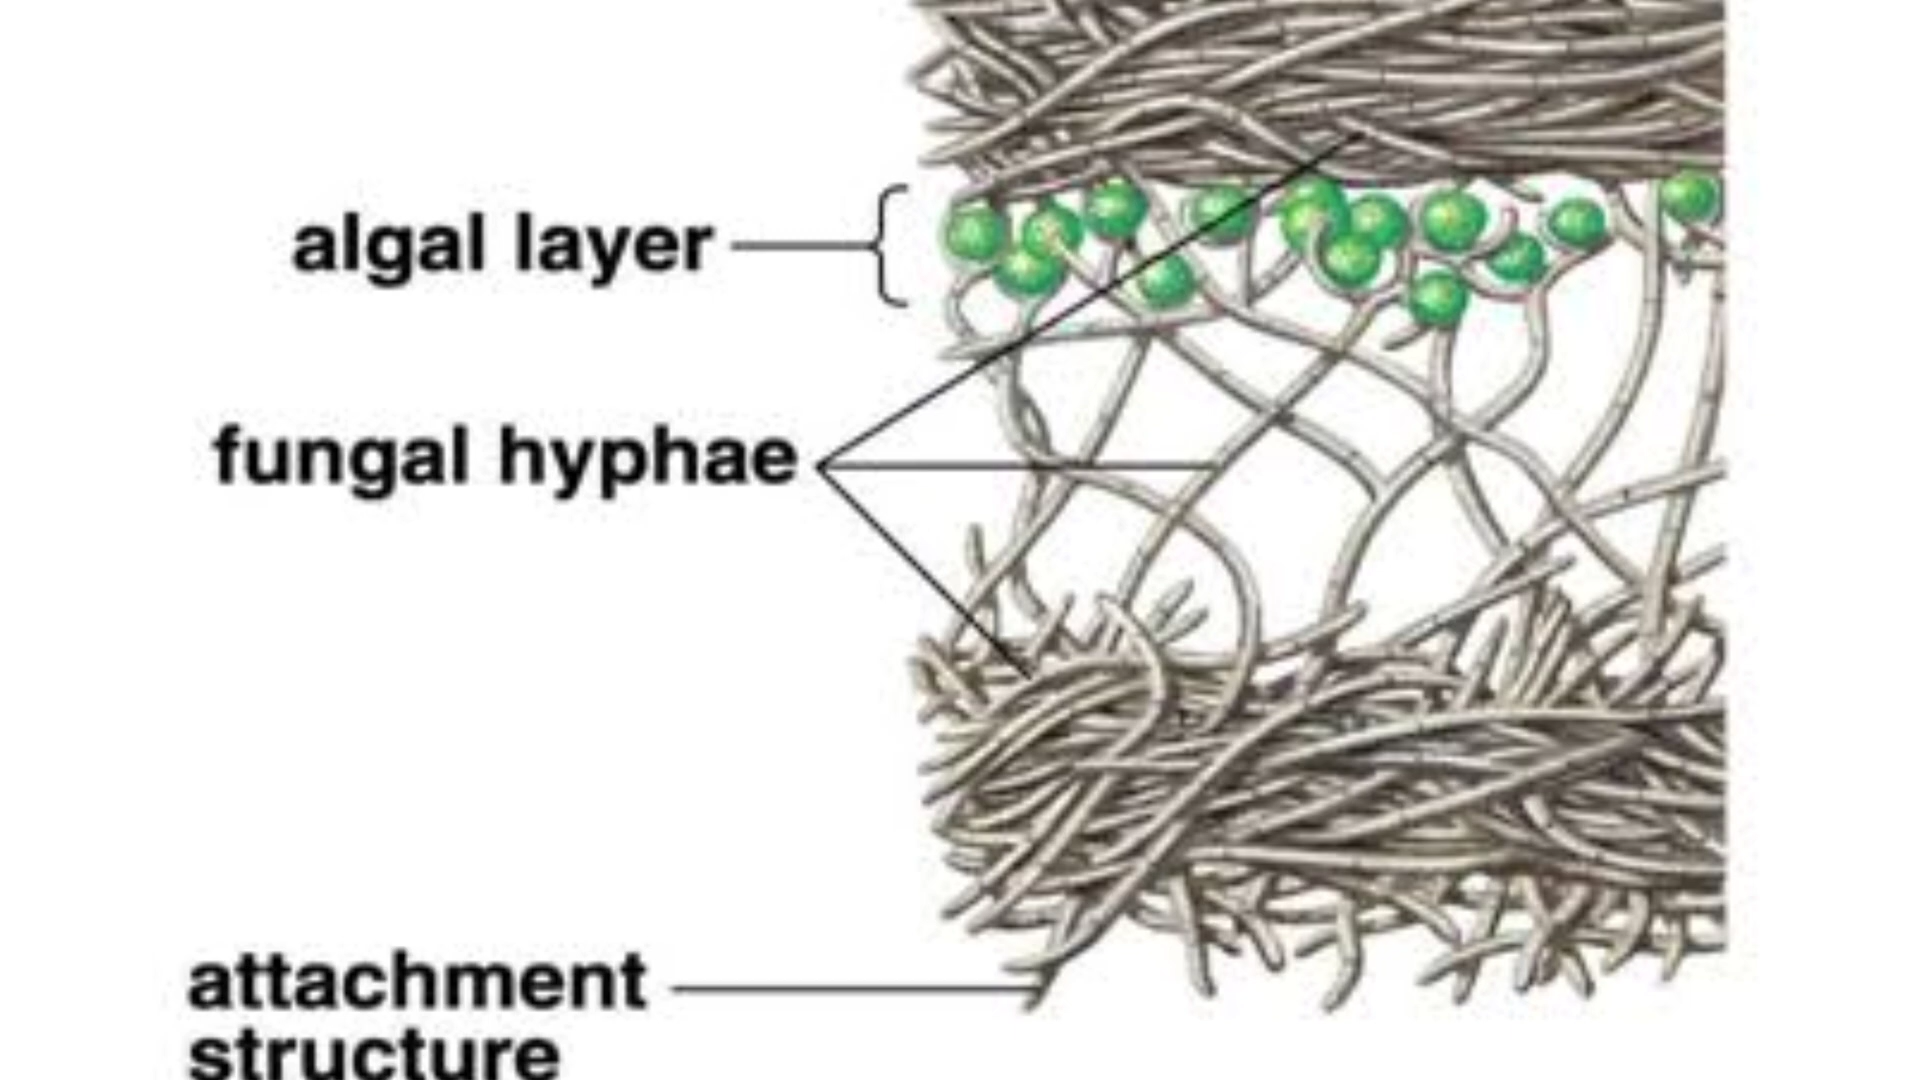 algal layer
fungal hyphae
attachment
structure